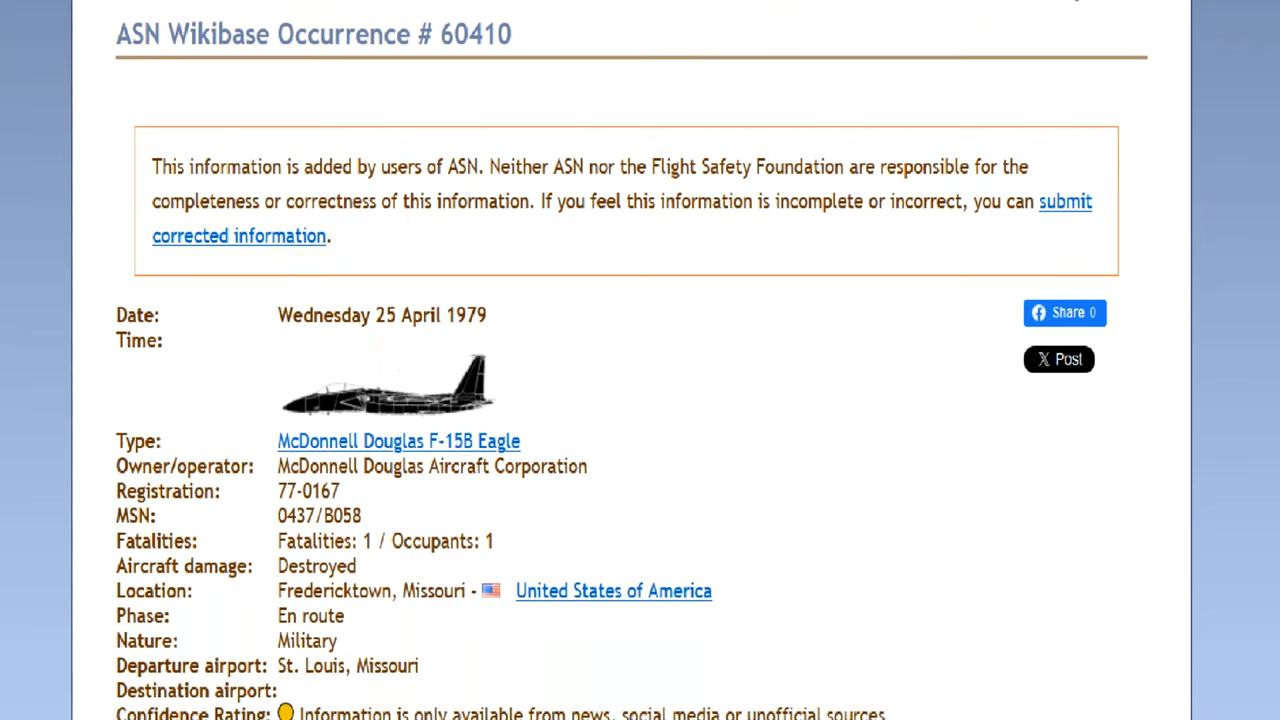 ASN Wikibase Occurrence # 60410
This information is added by users of ASN. Neither ASN nor the Flight Safety Foundation are responsible for the
completeness or correctness of this information. If you feel this information is incomplete or incorrect, you can submit
corrected information.
Date: Wednesday 25 April 1979
Share 0
Time:
X Post
Type: McDonnell Douglas F-15B Eagle
Owner/operator: McDonnell Douglas Aircraft Corporation
Registration: 77-0167
MSN: 0437/B058
Fatalities: Fatalities: 1 / Occupants: 1
Aircraft damage: Destroyed
Location: Fredericktown, Missouri - United States of America
Phase: En route
Nature: Military
Departure airport: St. Louis, Missouri
Destination airport:
Confidence Rating: Information is only available from news, social media or unofficial sources